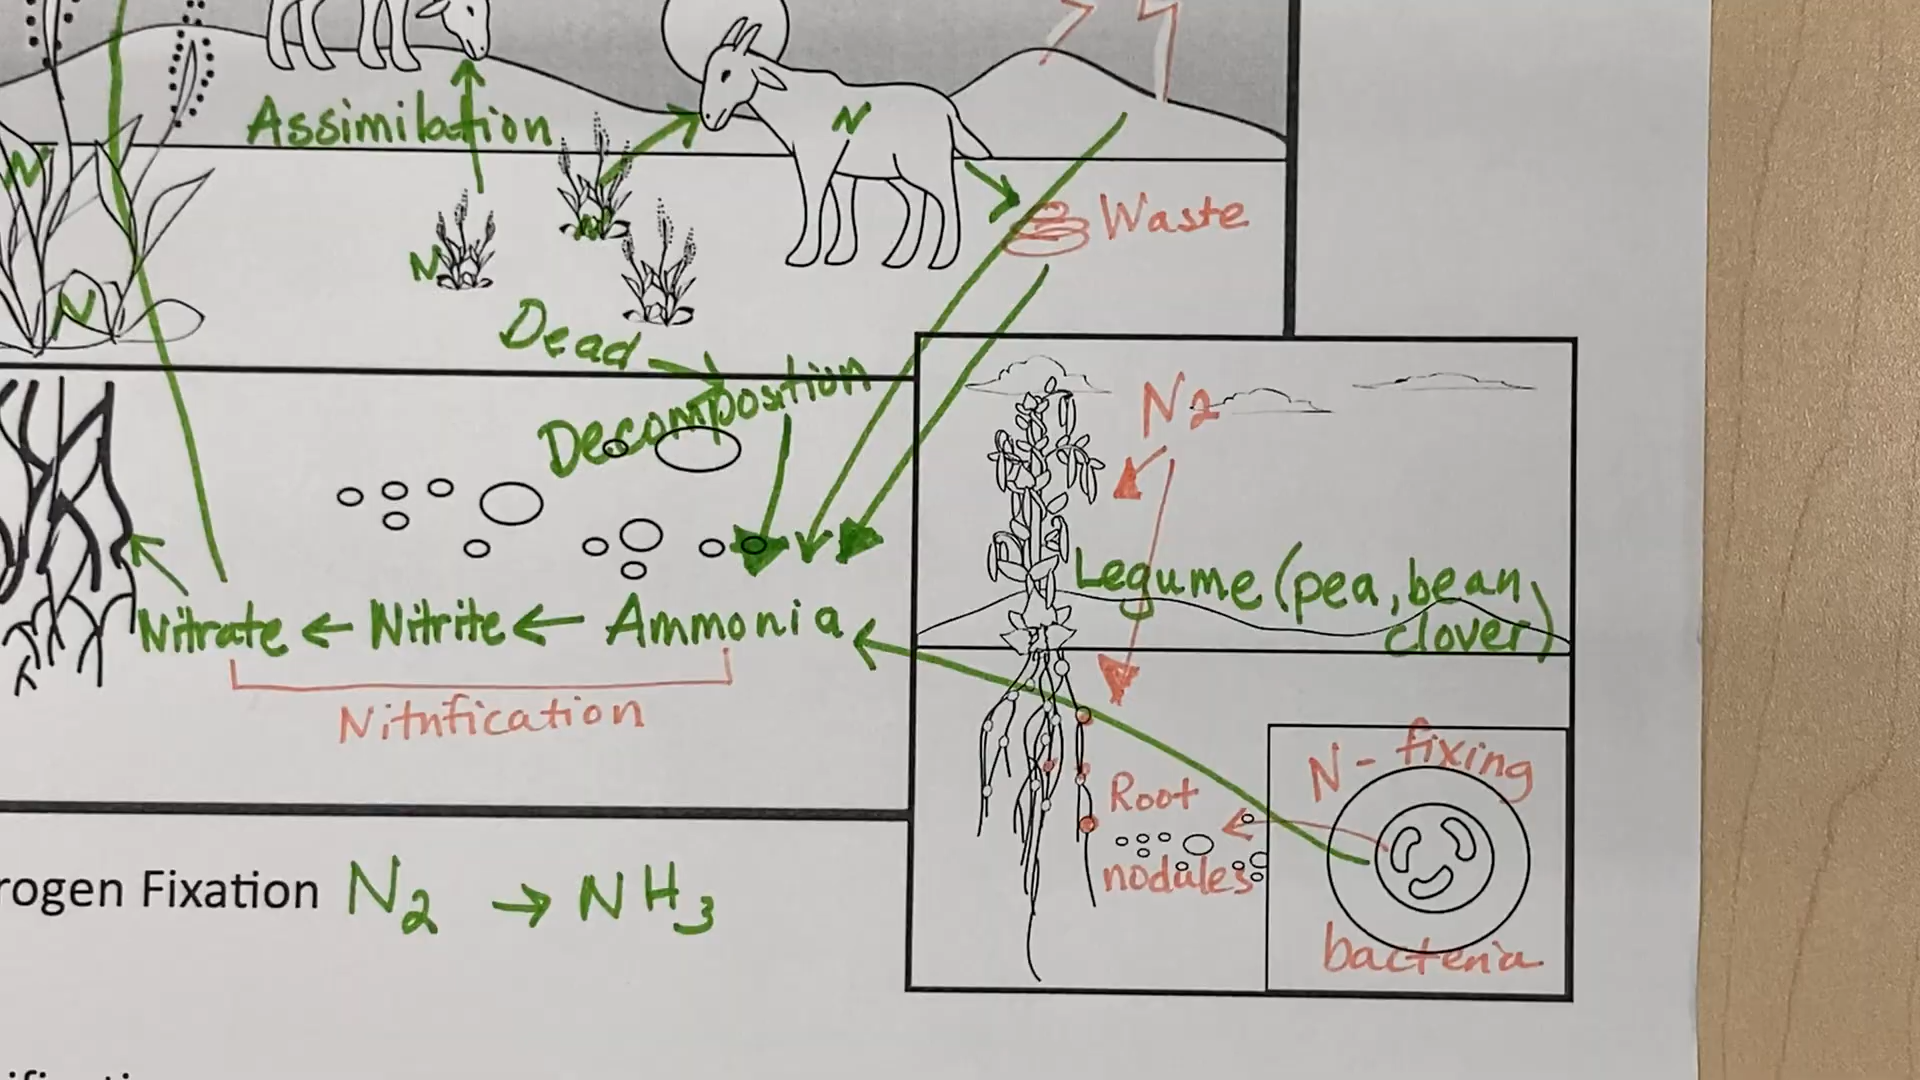 Assimilation
N
N
Waste
N
N
Dead
Decomposition
N2
Legume (pea, bean,
clover)
Nitrate ← Nitrite ← Ammonia
Nitrification
N - fixing
Root
nodules
bacteria
rogen Fixation N2 → NH3